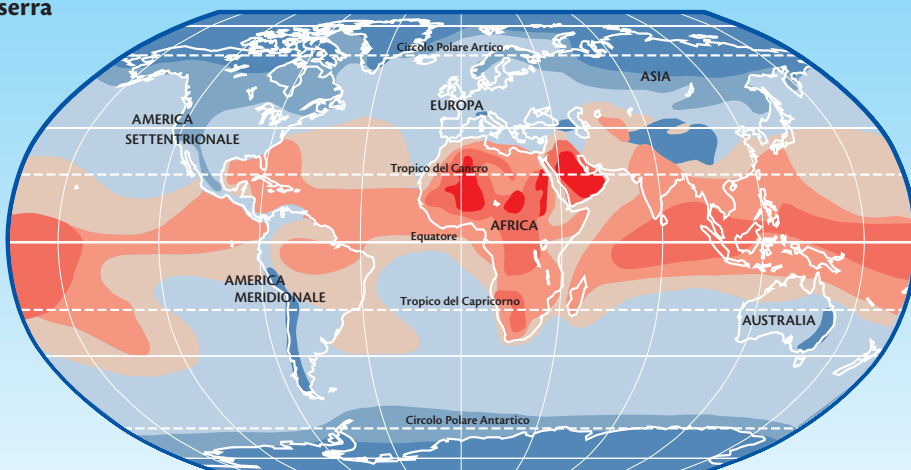 serra
Circolo Polare Artico
ASIA
EUROPA
AMERICA
SETTENTRIONALE
Tropico del Cancro
AFRICA
Equatore
AMERICA
MERIDIONALE
Tropico del Capricorno
AUSTRALIA
Circolo Polare Antartico